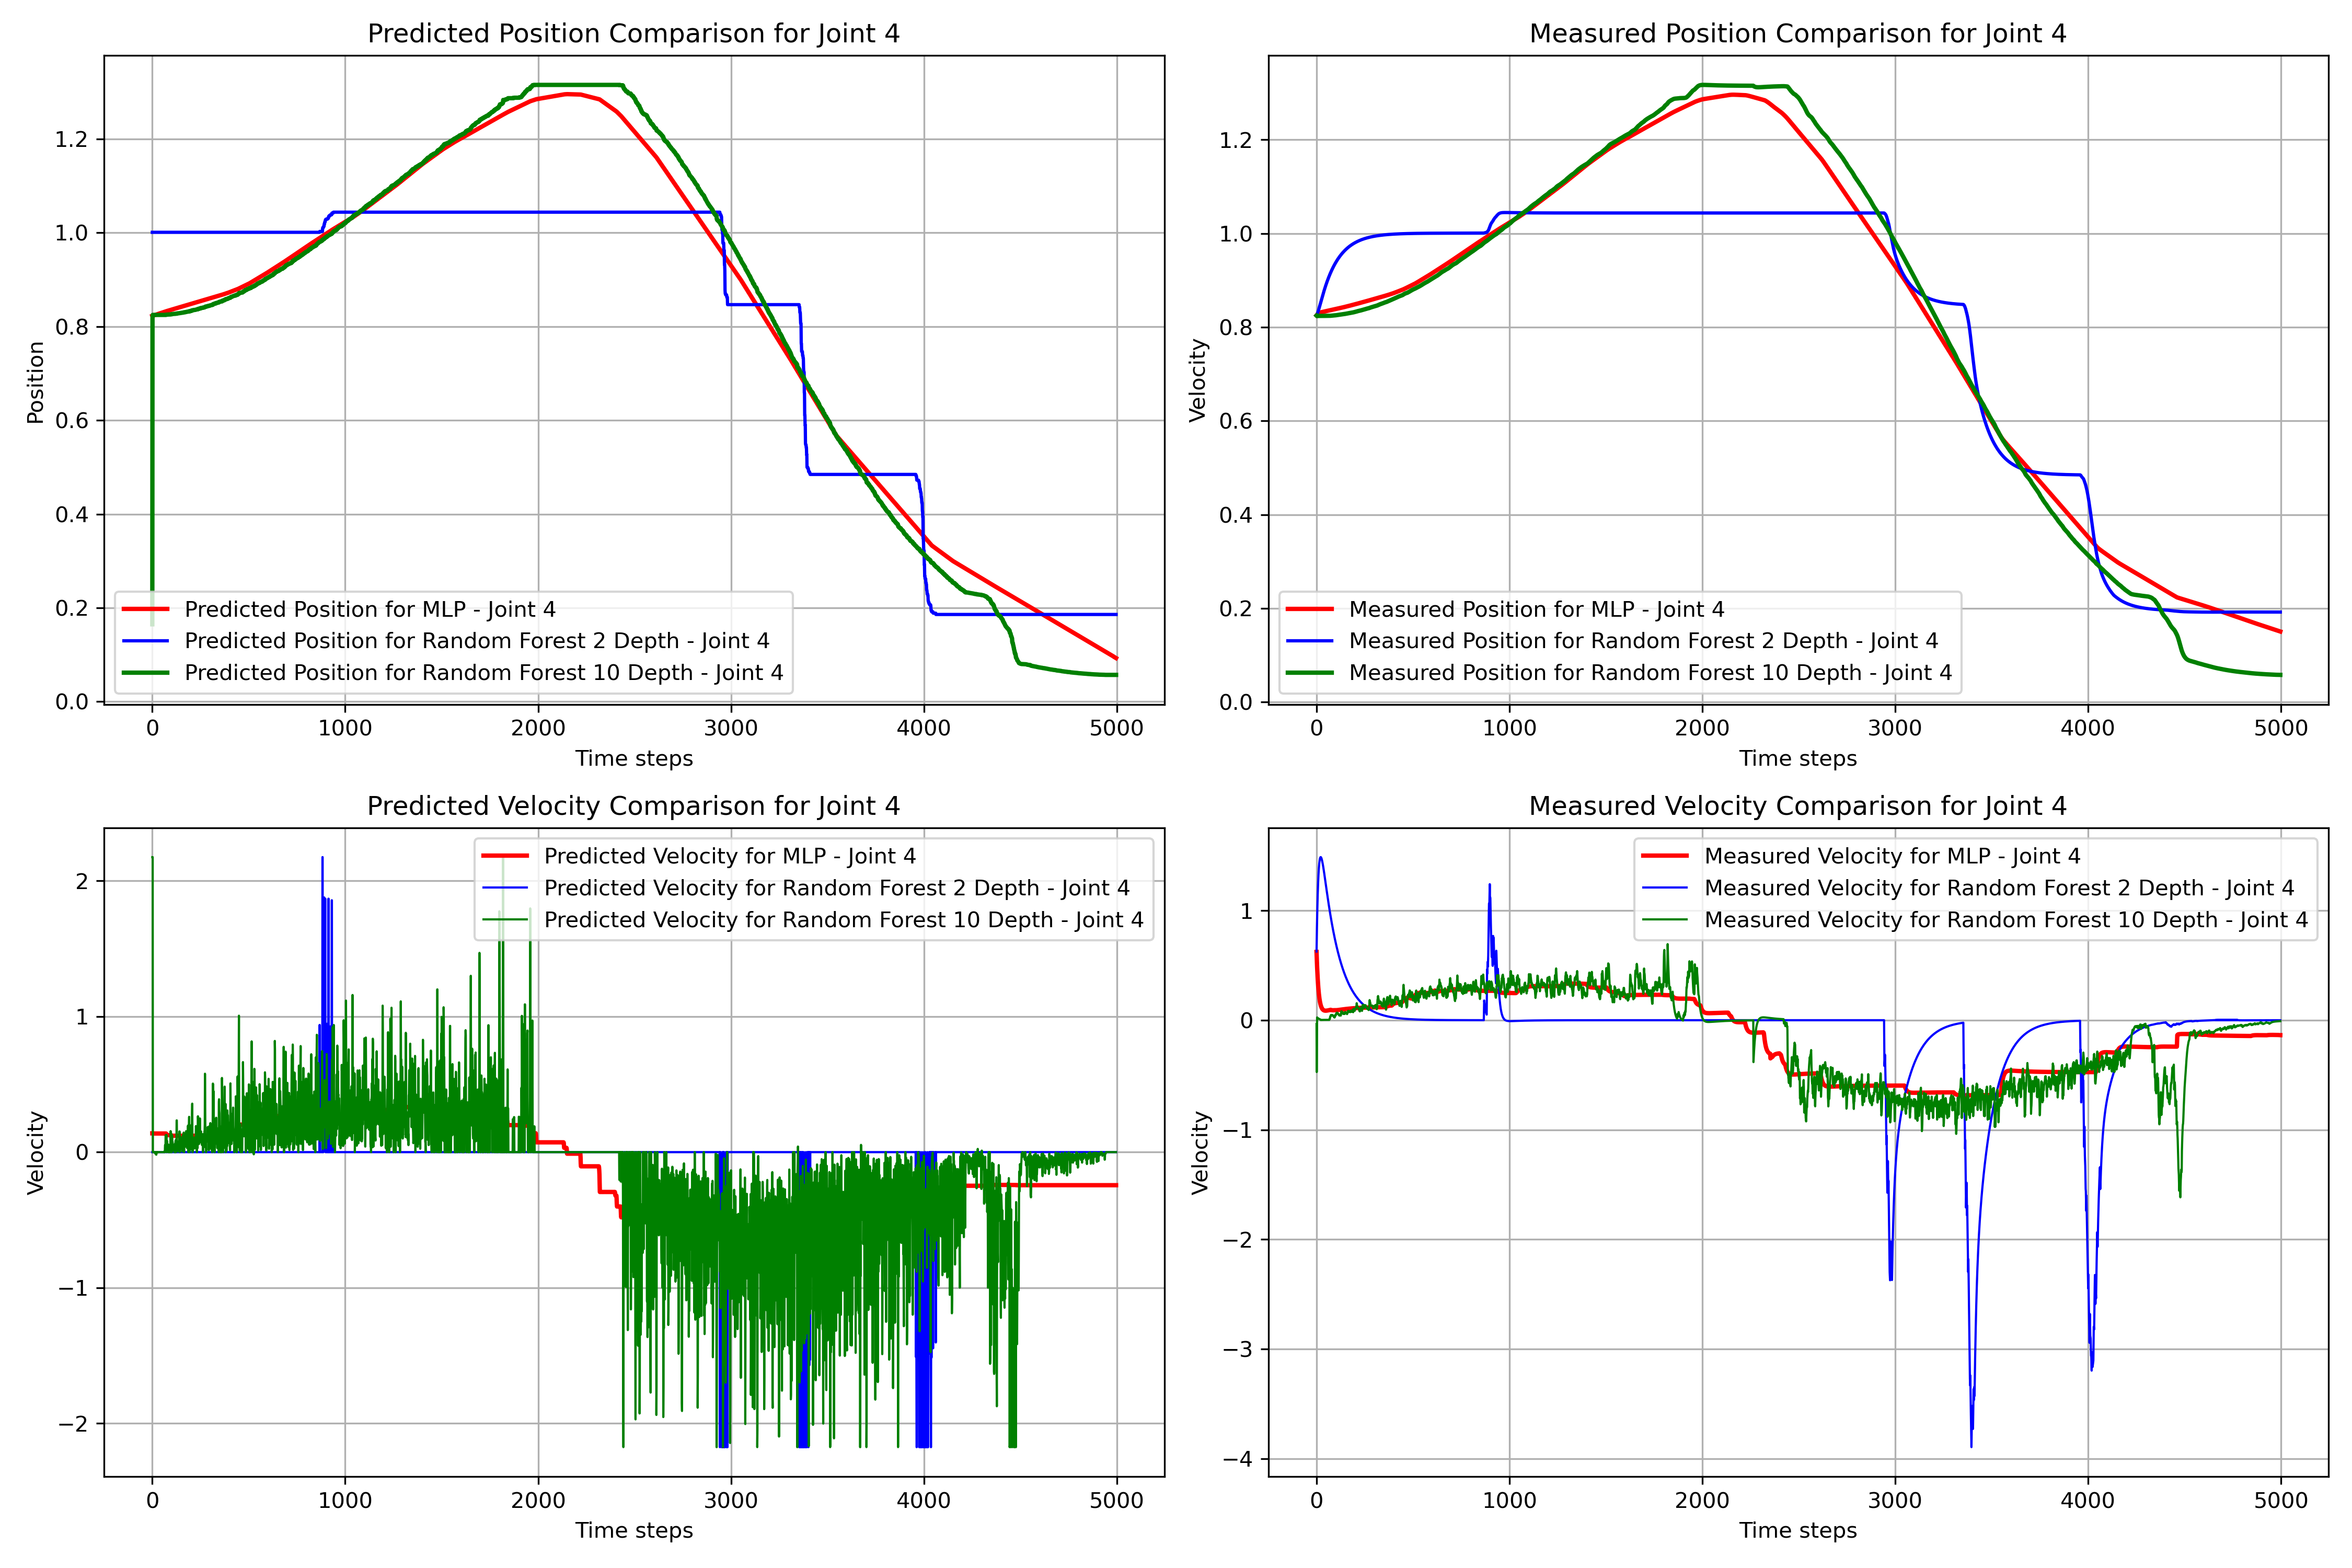 Predicted Position Comparison for Joint 4
Position
1.2
1.0
0.8
0.6
0.4
0.2
0.0
Predicted Position for MLP - Joint 4
Predicted Position for Random Forest 2 Depth - Joint 4
Predicted Position for Random Forest 10 Depth - Joint 4
0 1000 2000 3000 4000 5000
Time steps
Measured Position Comparison for Joint 4
Velocity
1.2
1.0
0.8
0.6
0.4
0.2
0.0
Measured Position for MLP - Joint 4
Measured Position for Random Forest 2 Depth - Joint 4
Measured Position for Random Forest 10 Depth - Joint 4
0 1000 2000 3000 4000 5000
Time steps
Predicted Velocity Comparison for Joint 4
Velocity
2
1
0
−1
−2
Predicted Velocity for MLP - Joint 4
Predicted Velocity for Random Forest 2 Depth - Joint 4
Predicted Velocity for Random Forest 10 Depth - Joint 4
0 1000 2000 3000 4000 5000
Time steps
Measured Velocity Comparison for Joint 4
Velocity
1
0
−1
−2
−3
−4
Measured Velocity for MLP - Joint 4
Measured Velocity for Random Forest 2 Depth - Joint 4
Measured Velocity for Random Forest 10 Depth - Joint 4
0 1000 2000 3000 4000 5000
Time steps